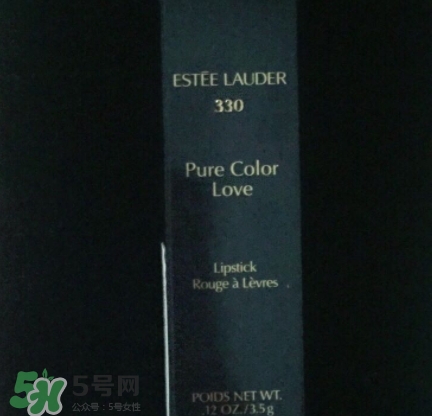 ESTĒE LAUDER
330
Pure Color
Love
Lipstick
Rouge à Lèvres
POIDS NET WT.
.12 OZ./3.5g
5H 5号网
公众号：5号女性